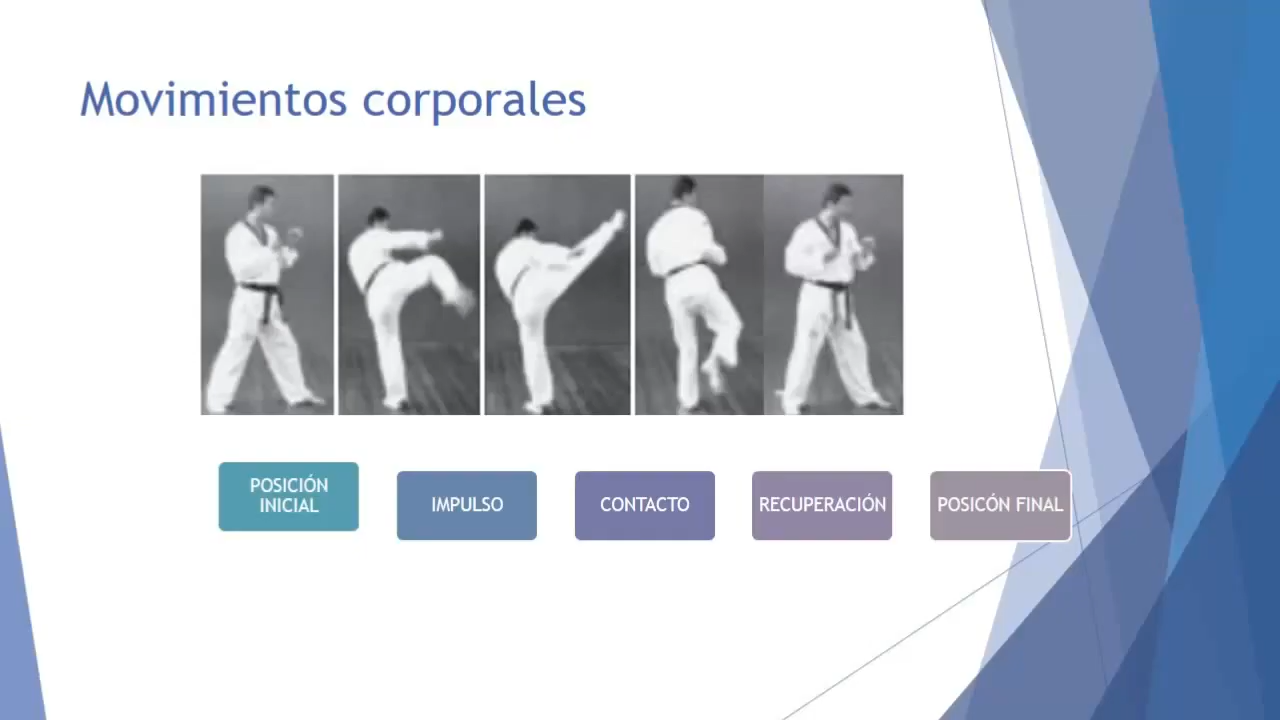 Movimientos corporales
POSICIÓN
INICIAL
IMPULSO
CONTACTO
RECUPERACIÓN
POSICÓN FINAL